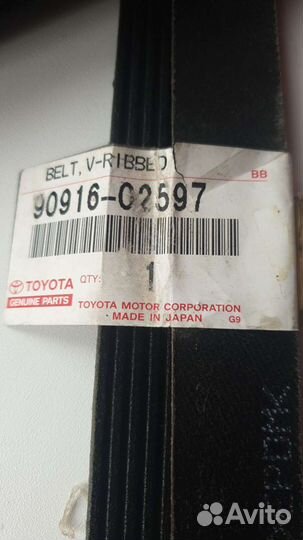 BELT, V-RIBBED
BB
90916-02597
TOYOTA
GENUINE PARTS
QTY:
1
TOYOTA MOTOR CORPORATION
MADE IN JAPAN
G9
Avito